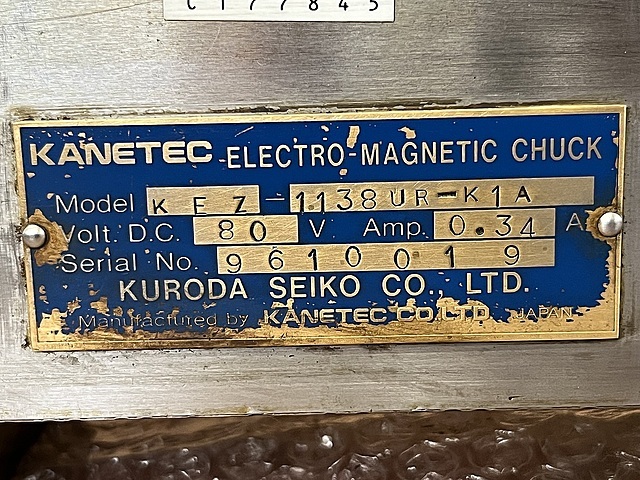 C177845
KANETEC ELECTRO-MAGNETIC CHUCK
Model KEZ-1138UR-K1A
Volt. D.C. 80 V Amp. 0.34 A
Serial No. 9610019
KURODA SEIKO CO., LTD.
Manufactured by KANETEC CO. LTD. JAPAN